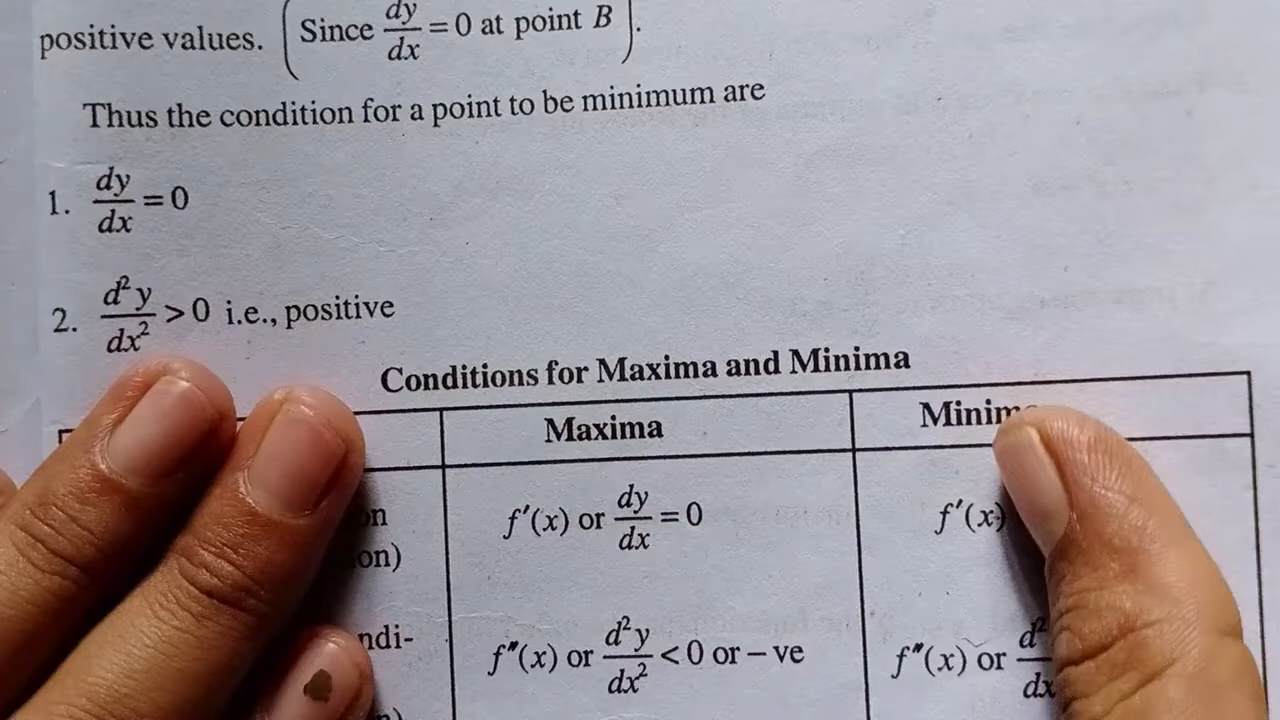 positive values. (Since dy/dx = 0 at point B).
Thus the condition for a point to be minimum are
1. dy/dx = 0
2. d²y/dx² > 0 i.e., positive
Conditions for Maxima and Minima
Maxima
f′(x) or dy/dx = 0 f′(x)
f″(x) or d²y/dx² < 0 or – ve f″(x) or